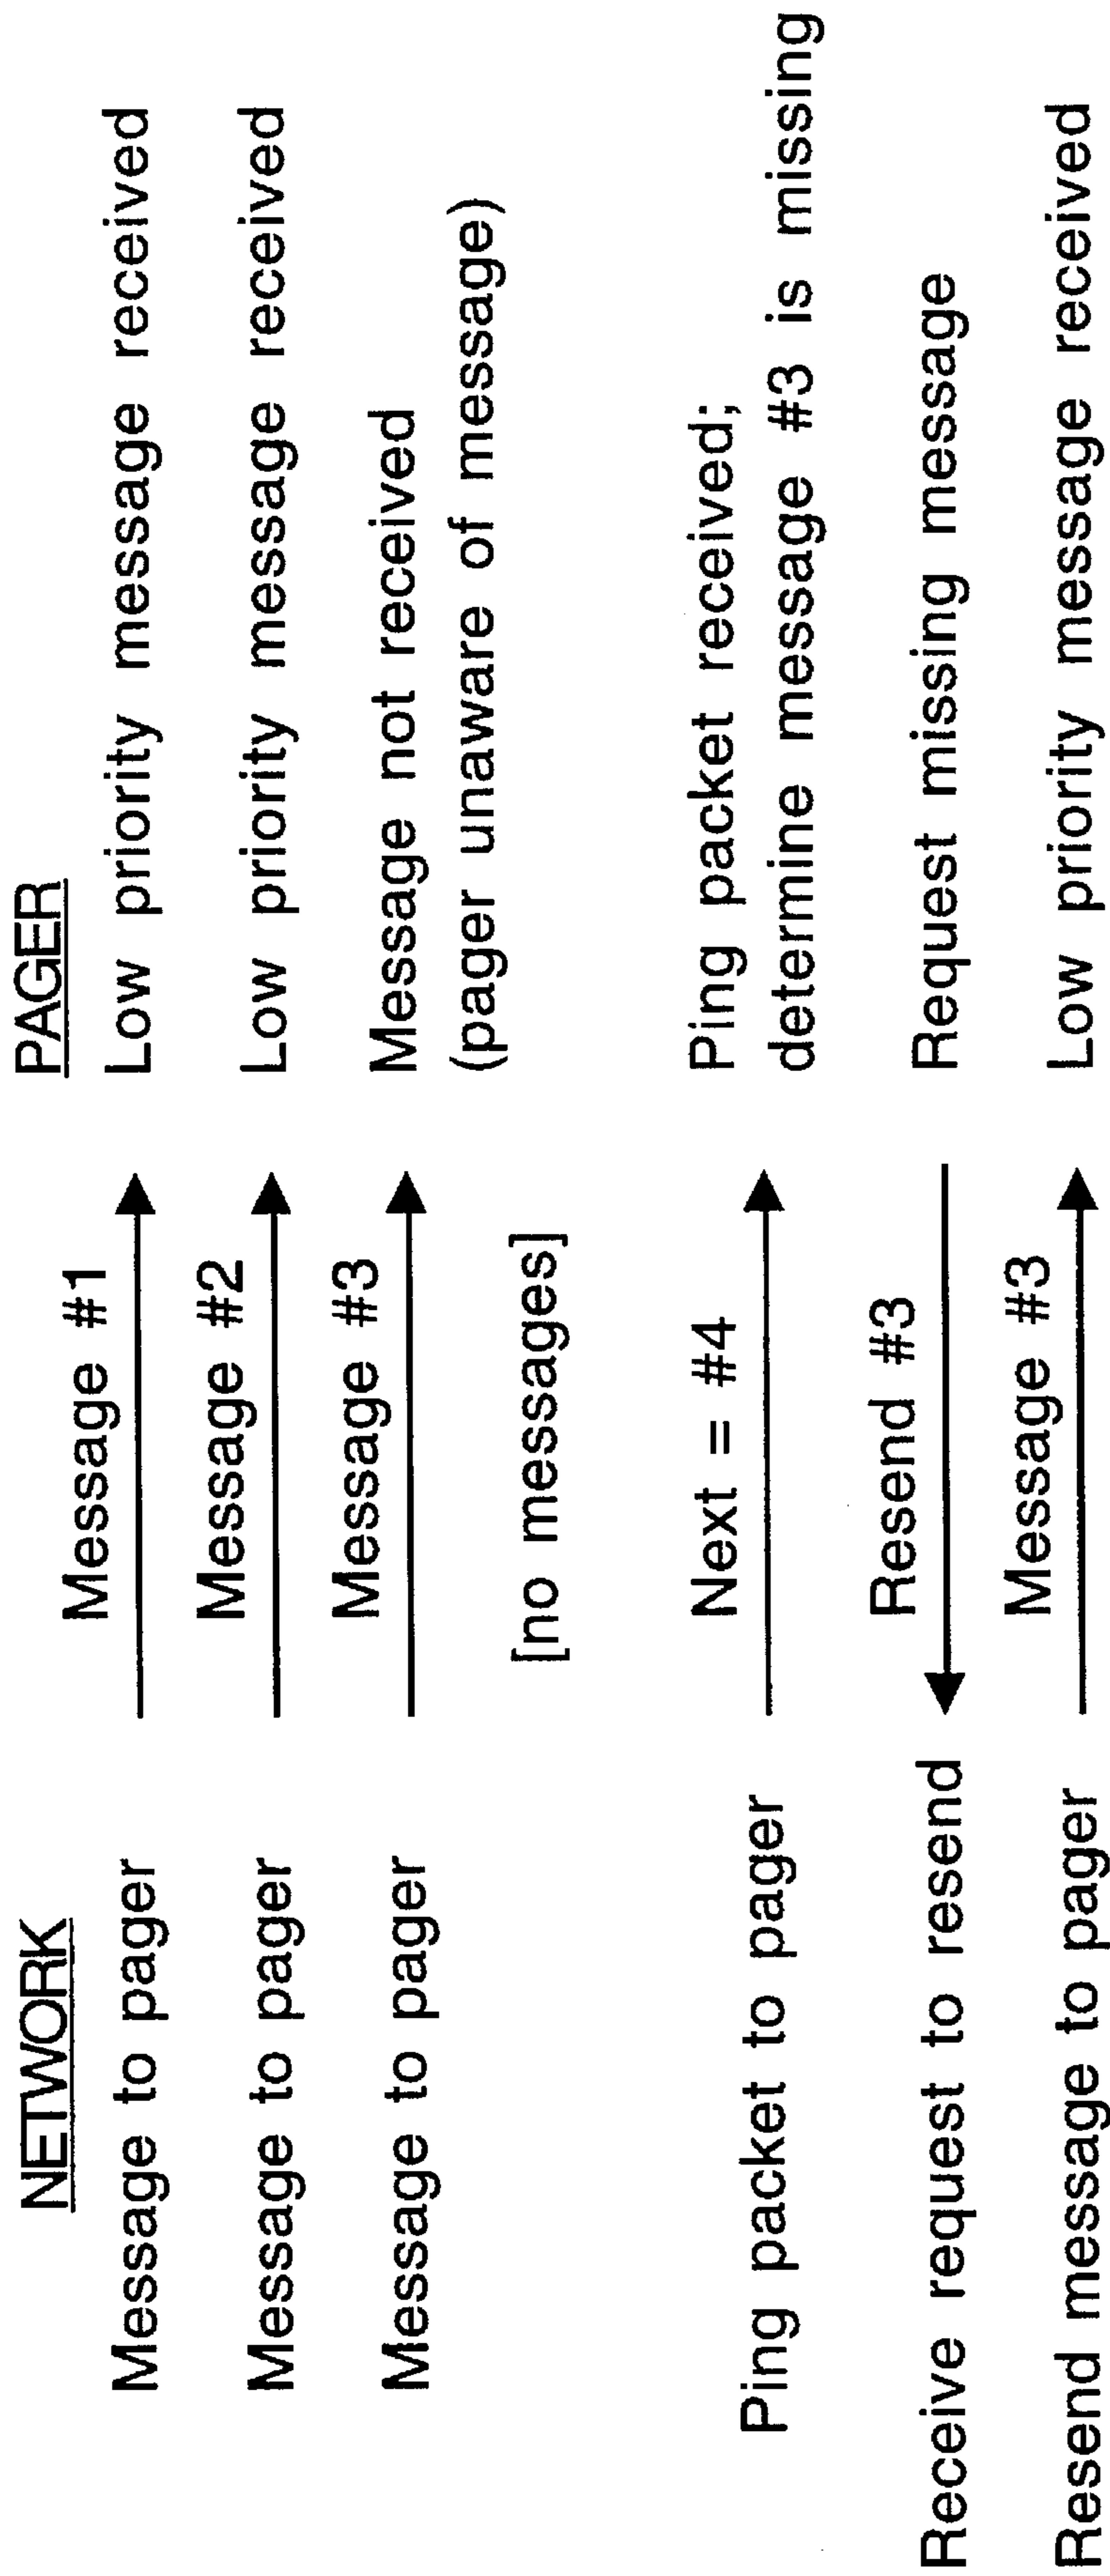 NETWORK PAGER
Message to pager Message #1 Low priority message received
Message to pager Message #2 Low priority message received
Message to pager Message #3 Message not received
(pager unaware of message)
[no messages]
Ping packet to pager Next = #4 Ping packet received;
determine message #3 is missing
Receive request to resend Resend #3 Request missing message
Resend message to pager Message #3 Low priority message received